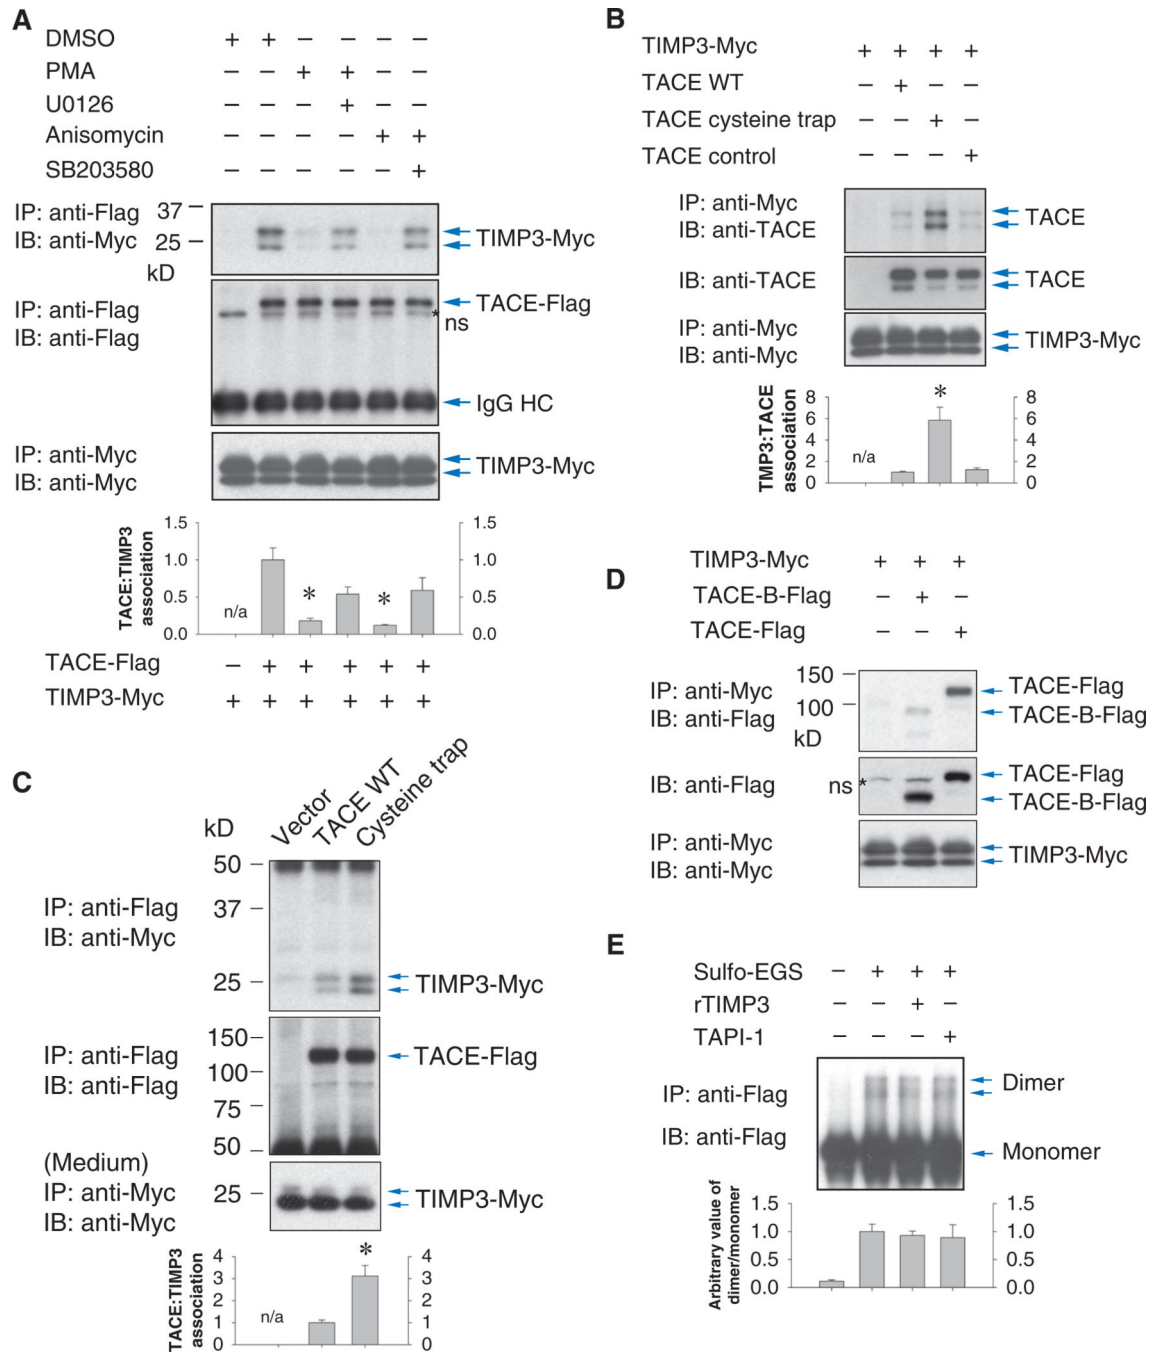 A
DMSO + + – – – –
PMA – – + + – –
U0126 – – – + – –
Anisomycin – – – – + +
SB203580 – – – – – +
IP: anti-Flag 37
IB: anti-Myc 25
kD
TIMP3-Myc
IP: anti-Flag
IB: anti-Flag
TACE-Flag
* ns
IgG HC
IP: anti-Myc
IB: anti-Myc
TIMP3-Myc
TACE:TIMP3
association
1.5 1.5
1.0 1.0
0.5 0.5
0.0 0.0
n/a * *
TACE-Flag – + + + + +
TIMP3-Myc + + + + + +
B
TIMP3-Myc + + + +
TACE WT – + – –
TACE cysteine trap – – + –
TACE control – – – +
IP: anti-Myc
IB: anti-TACE
TACE
IB: anti-TACE
TACE
IP: anti-Myc
IB: anti-Myc
TIMP3-Myc
TMP3:TACE
association
8 8
6 6
4 4
2 2
0 0
n/a *
C
Vector
TACE WT
Cysteine trap
kD
50
37
25
IP: anti-Flag
IB: anti-Myc
TIMP3-Myc
150
100
75
50
IP: anti-Flag
IB: anti-Flag
TACE-Flag
(Medium)
IP: anti-Myc
IB: anti-Myc
25
TIMP3-Myc
TACE:TIMP3
association
4 4
3 3
2 2
1 1
0 0
n/a *
D
TIMP3-Myc + + +
TACE-B-Flag – + –
TACE-Flag – – +
IP: anti-Myc
IB: anti-Flag
150
100
kD
TACE-Flag
TACE-B-Flag
IB: anti-Flag
ns *
TACE-Flag
TACE-B-Flag
IP: anti-Myc
IB: anti-Myc
TIMP3-Myc
E
Sulfo-EGS – + + +
rTIMP3 – – + –
TAPI-1 – – – +
IP: anti-Flag
IB: anti-Flag
Dimer
Monomer
Arbitrary value of
dimer/monomer
1.5 1.5
1.0 1.0
0.5 0.5
0.0 0.0